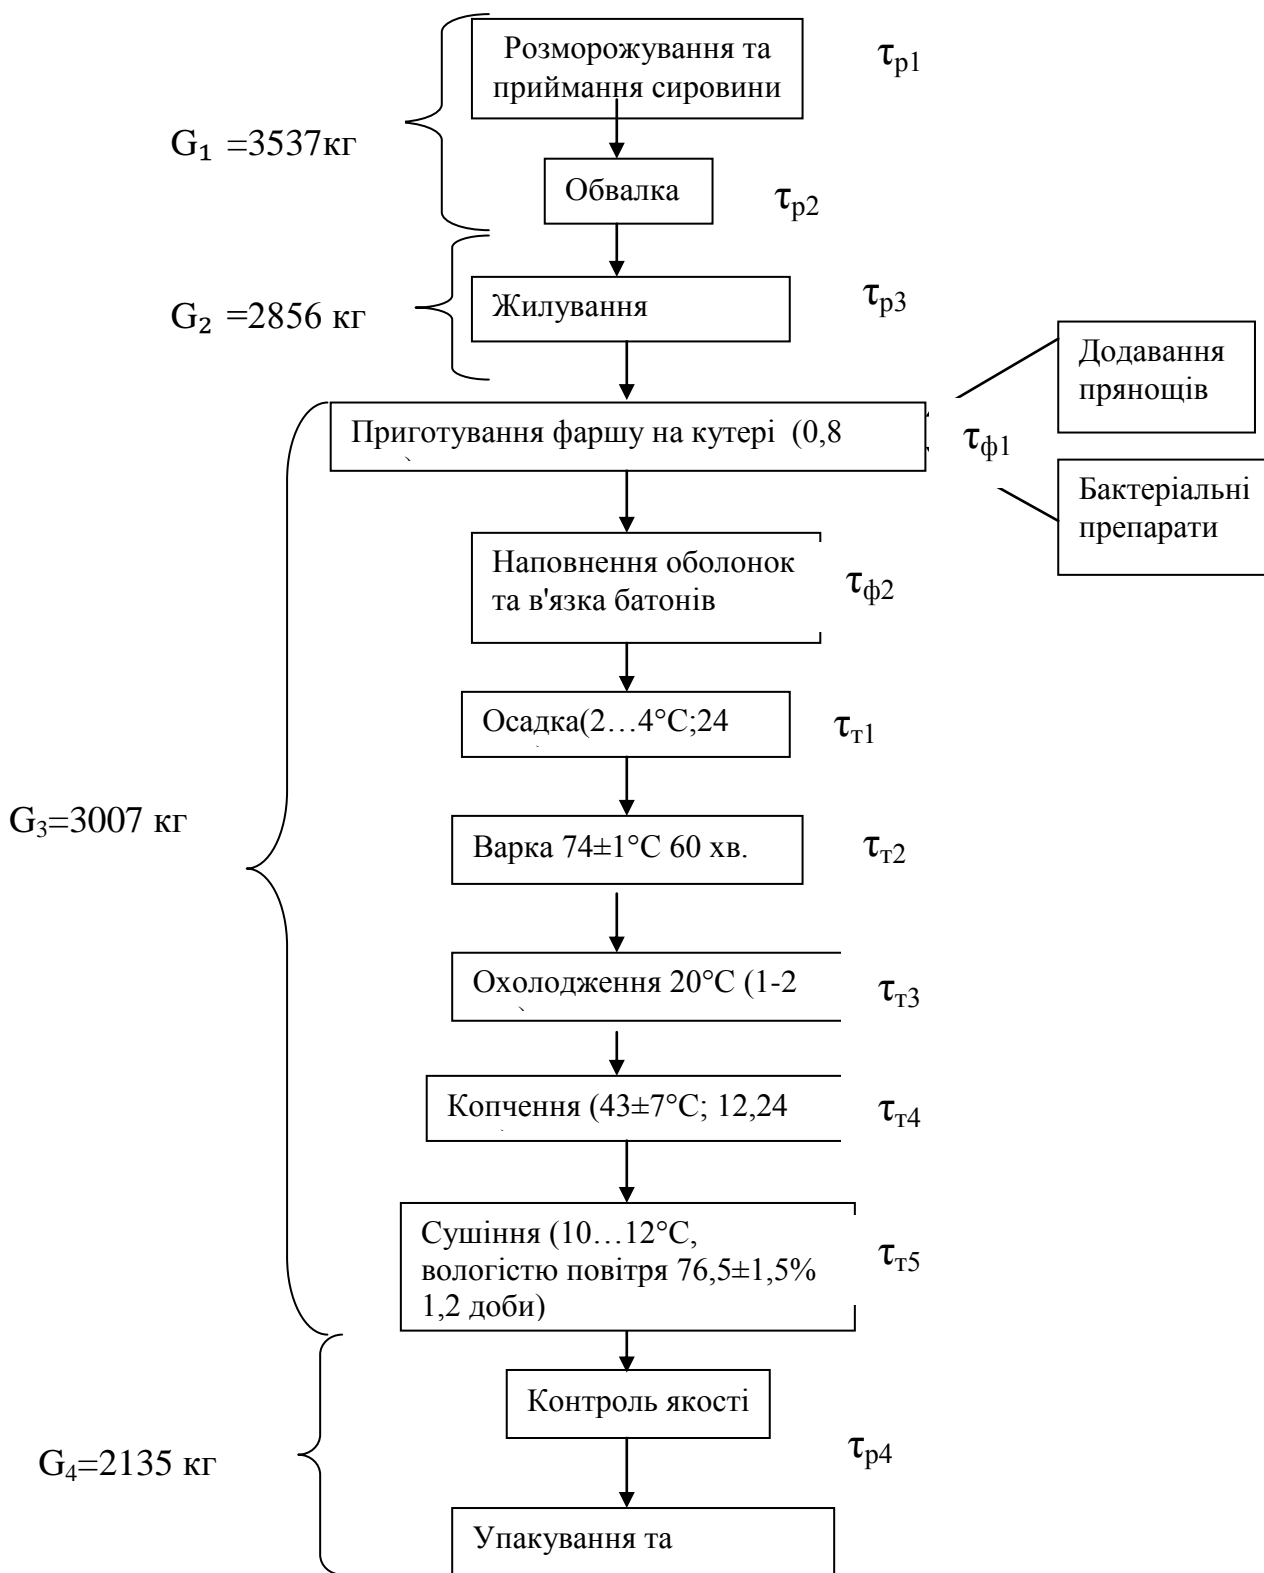 Розморожування та
приймання сировини
τр1
G₁ =3537кг
Обвалка
τр2
G₂ =2856 кг
Жилування
τр3
Додавання
прянощів
Приготування фаршу на кутері (0,8
τф1
Бактеріальні
препарати
Наповнення оболонок
та в'язка батонів
τф2
Осадка(2…4°С;24
τт1
G₃=3007 кг
Варка 74±1°С 60 хв.
τт2
Охолодження 20°С (1-2
τт3
Копчення (43±7°С; 12,24
τт4
Сушіння (10…12°С,
вологістю повітря 76,5±1,5%
1,2 доби)
τт5
Контроль якості
G₄=2135 кг
τр4
Упакування та